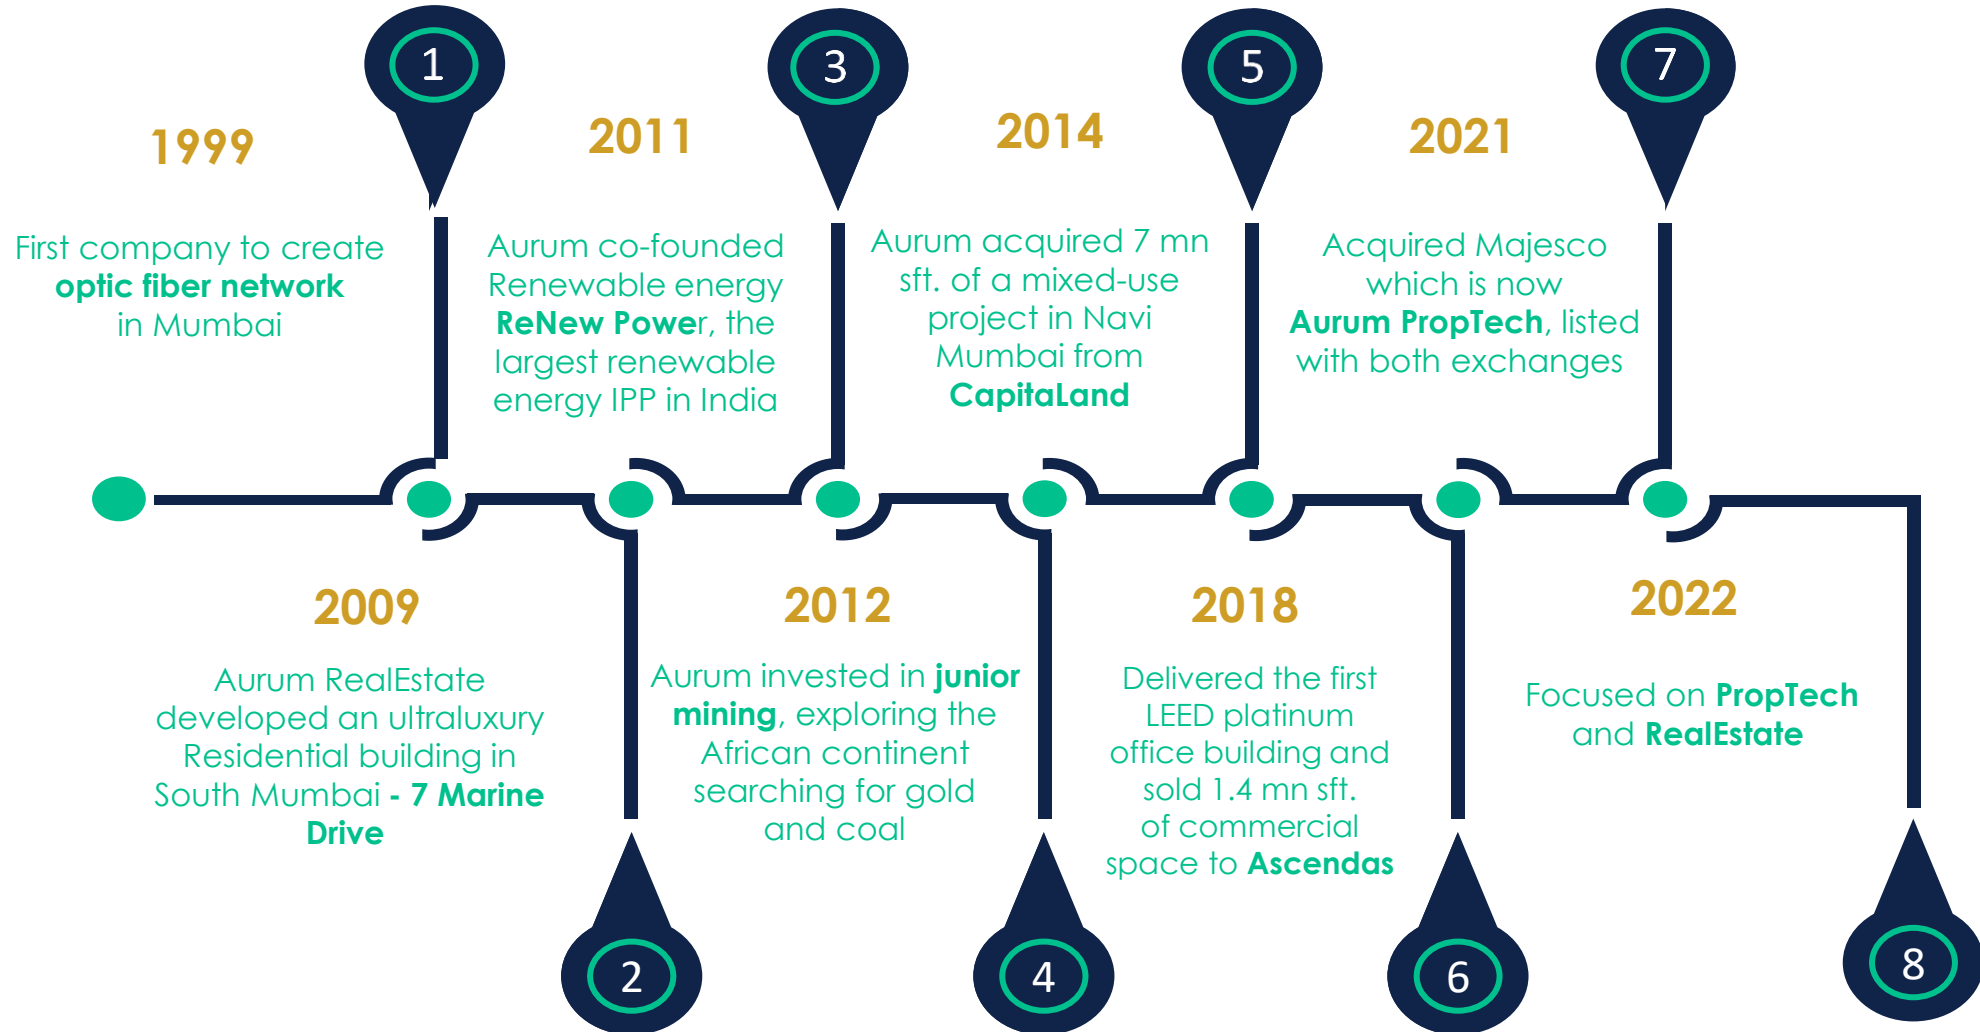 1
1999
First company to create
optic fiber network
in Mumbai
2009
Aurum RealEstate
developed an ultraluxury
Residential building in
South Mumbai - 7 Marine
Drive
2
3
2011
Aurum co-founded
Renewable energy
ReNew Power, the
largest renewable
energy IPP in India
2012
Aurum invested in junior
mining, exploring the
African continent
searching for gold
and coal
4
5
2014
Aurum acquired 7 mn
sft. of a mixed-use
project in Navi
Mumbai from
CapitaLand
2018
Delivered the first
LEED platinum
office building and
sold 1.4 mn sft.
of commercial
space to Ascendas
6
7
2021
Acquired Majesco
which is now
Aurum PropTech, listed
with both exchanges
2022
Focused on PropTech
and RealEstate
8